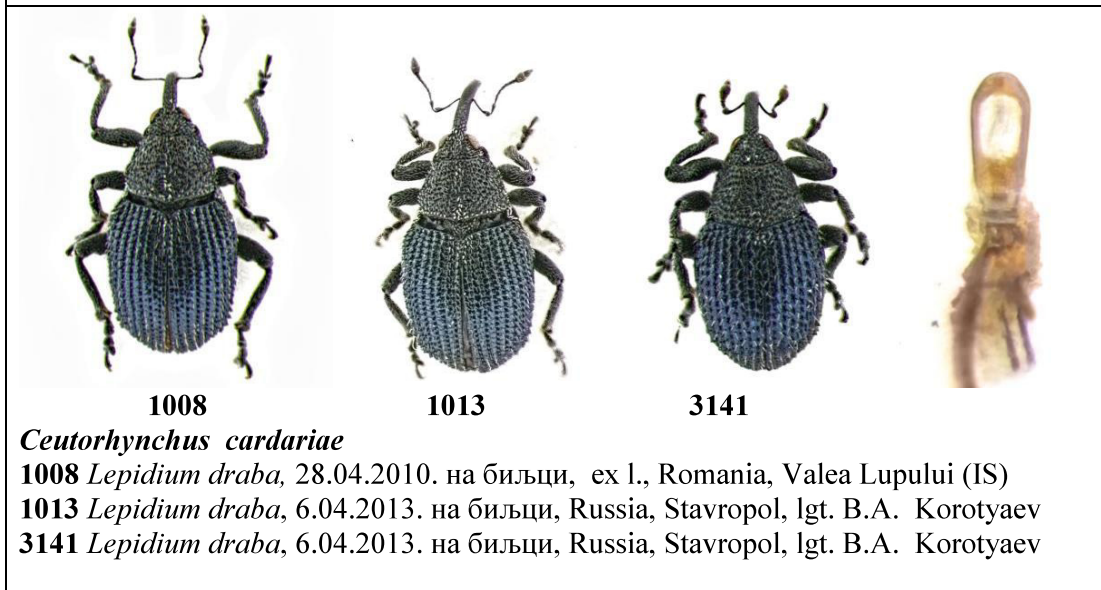 1008 1013 3141
Ceutorhynchus cardariae
1008 Lepidium draba, 28.04.2010. на биљци, ex l., Romania, Valea Lupului (IS)
1013 Lepidium draba, 6.04.2013. на биљци, Russia, Stavropol, lgt. B.A. Korotyaev
3141 Lepidium draba, 6.04.2013. на биљци, Russia, Stavropol, lgt. B.A. Korotyaev